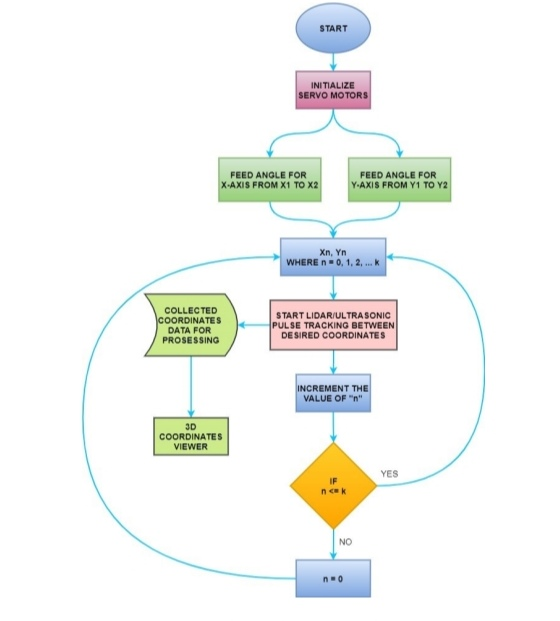 START
INITIALIZE
SERVO MOTORS
FEED ANGLE FOR
X-AXIS FROM X1 TO X2
FEED ANGLE FOR
Y-AXIS FROM Y1 TO Y2
Xn, Yn
WHERE n = 0, 1, 2, ... k
COLLECTED
COORDINATES
DATA FOR
PROSESSING
START LIDAR/ULTRASONIC
PULSE TRACKING BETWEEN
DESIRED COORDINATES
INCREMENT THE
VALUE OF "n"
3D
COORDINATES
VIEWER
IF
n <= k
YES
NO
n = 0